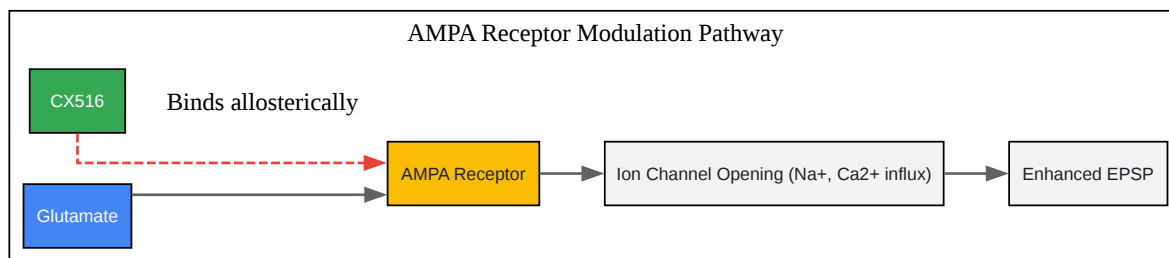 AMPA Receptor Modulation Pathway
CX516
Binds allosterically
AMPA Receptor
Ion Channel Opening (Na+, Ca2+ influx)
Enhanced EPSP
Glutamate